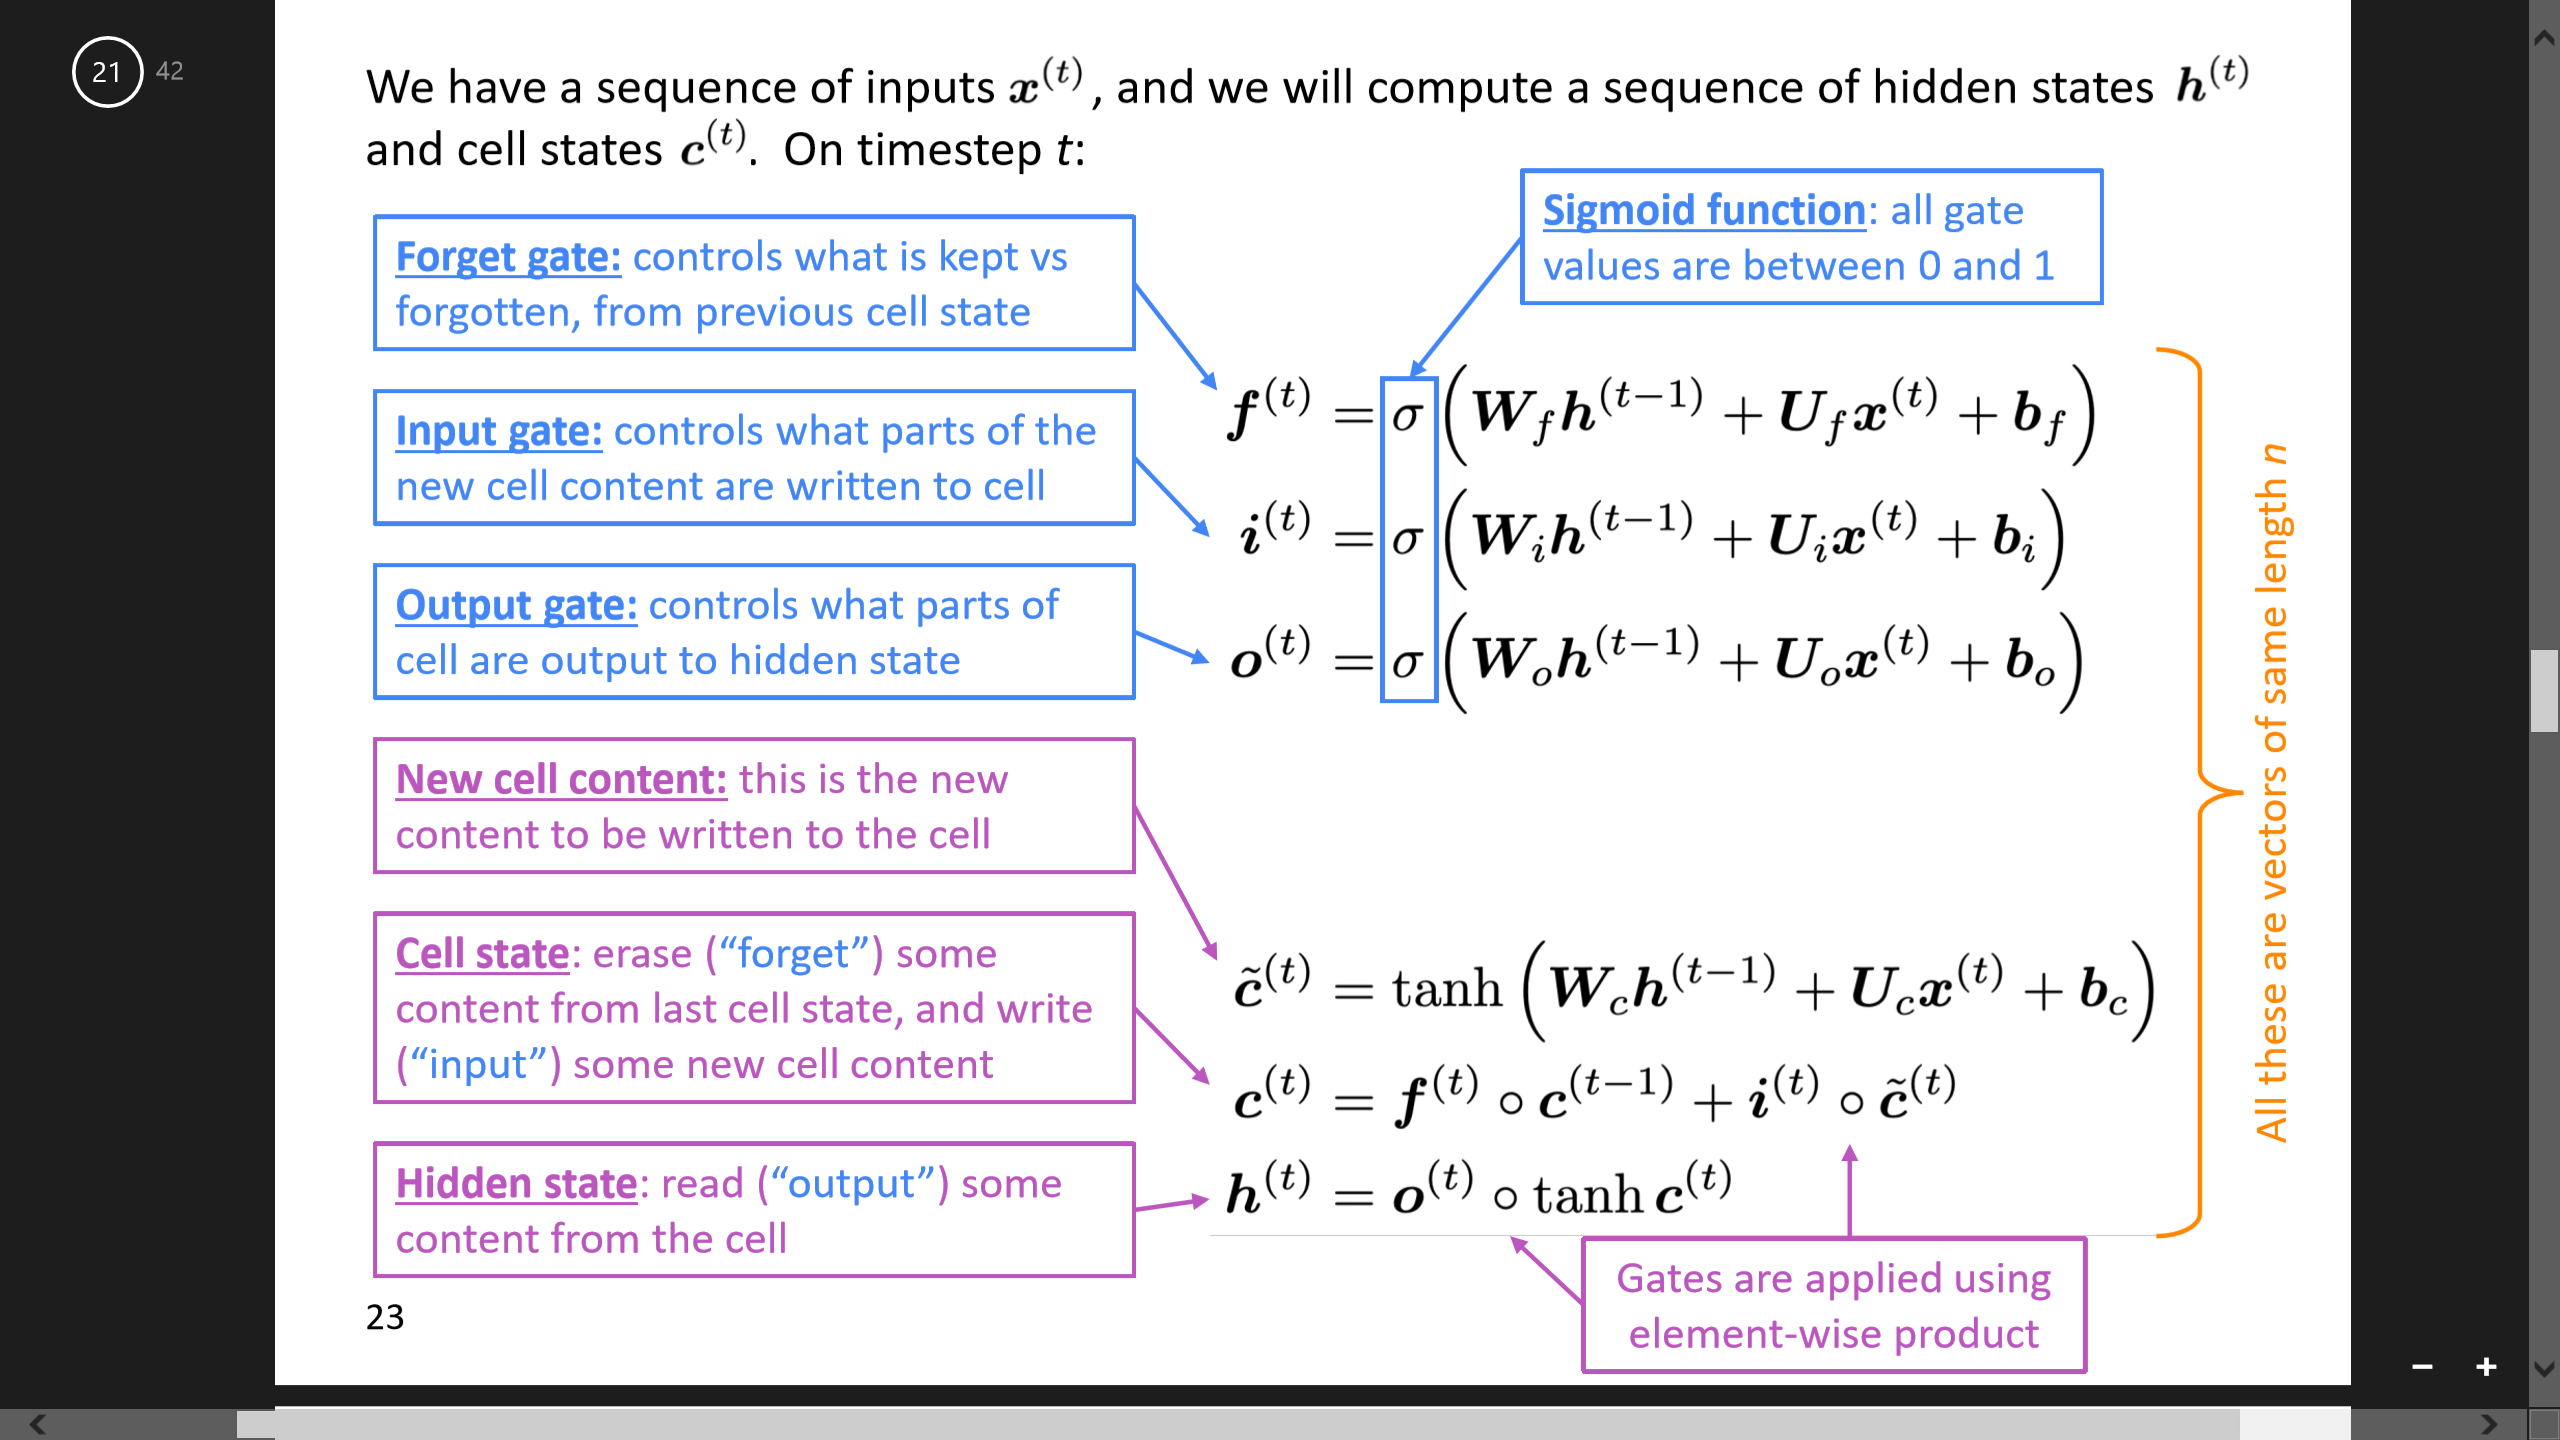 21 42
We have a sequence of inputs x^(t), and we will compute a sequence of hidden states h^(t)
and cell states c^(t). On timestep t:
Sigmoid function: all gate
values are between 0 and 1
Forget gate: controls what is kept vs
forgotten, from previous cell state
f^(t) = σ(W_f h^(t−1) + U_f x^(t) + b_f)
Input gate: controls what parts of the
new cell content are written to cell
i^(t) = σ(W_i h^(t−1) + U_i x^(t) + b_i)
Output gate: controls what parts of
cell are output to hidden state
o^(t) = σ(W_o h^(t−1) + U_o x^(t) + b_o)
New cell content: this is the new
content to be written to the cell
c̃^(t) = tanh(W_c h^(t−1) + U_c x^(t) + b_c)
Cell state: erase (“forget”) some
content from last cell state, and write
(“input”) some new cell content
c^(t) = f^(t) ∘ c^(t−1) + i^(t) ∘ c̃^(t)
Hidden state: read (“output”) some
content from the cell
h^(t) = o^(t) ∘ tanh c^(t)
Gates are applied using
element-wise product
All these are vectors of same length n
23